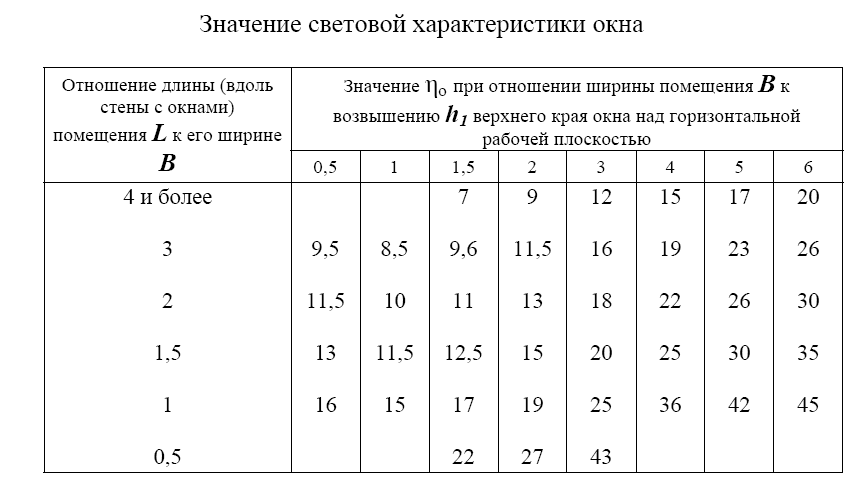 Значение световой характеристики окна
Отношение длины (вдоль
стены с окнами)
помещения L к его ширине
B
Значение ηо при отношении ширины помещения B к
возвышению h1 верхнего края окна над горизонтальной
рабочей плоскостью
0,5 1 1,5 2 3 4 5 6
4 и более 7 9 12 15 17 20
3 9,5 8,5 9,6 11,5 16 19 23 26
2 11,5 10 11 13 18 22 26 30
1,5 13 11,5 12,5 15 20 25 30 35
1 16 15 17 19 25 36 42 45
0,5 22 27 43